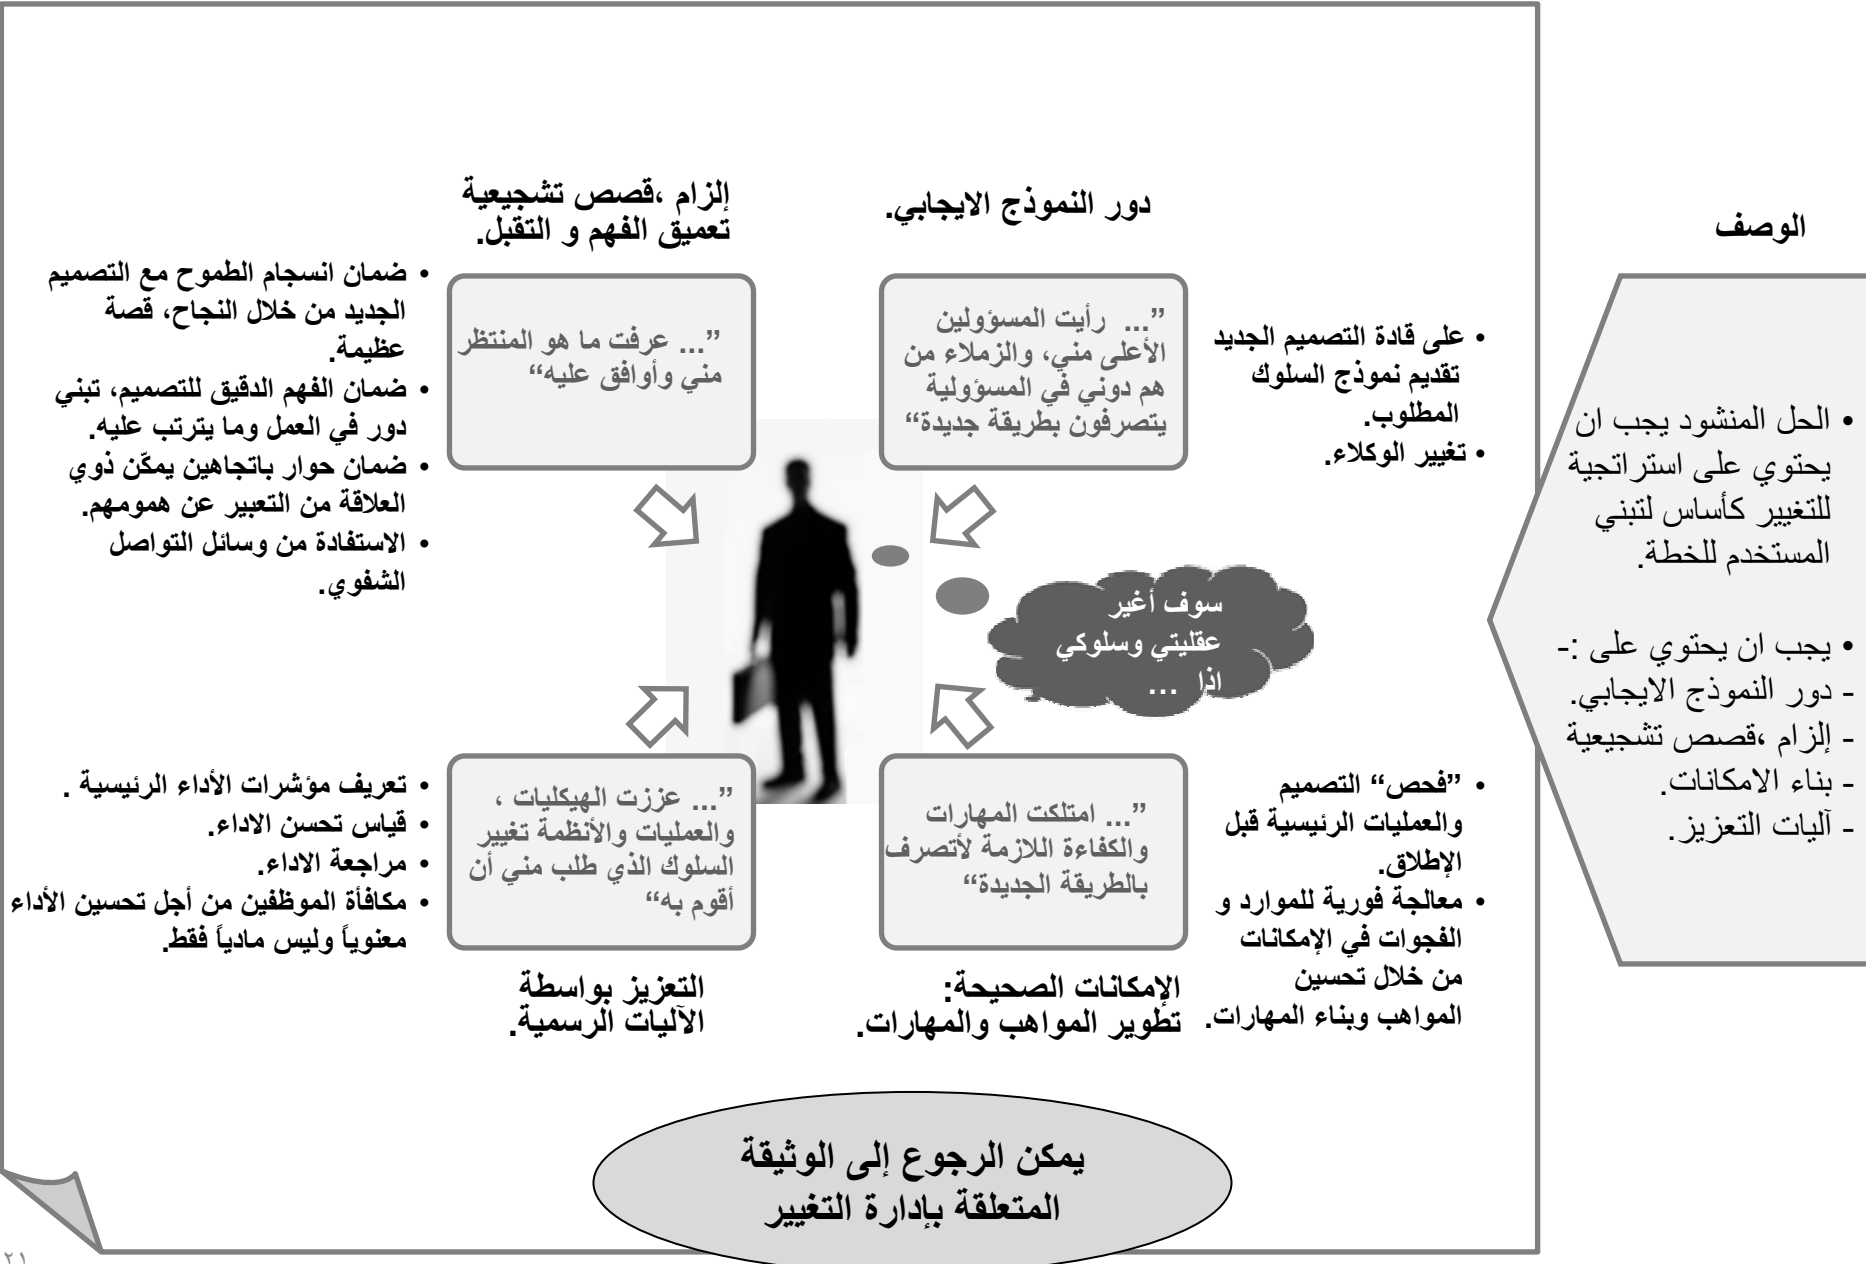 الوصف
• الحل المنشود يجب ان
يحتوي على استراتجية
للتغيير كأساس لتبني
المستخدم للخطة.
• يجب ان يحتوي على :-
- دور النموذج الايجابي.
- إلزام ،قصص تشجيعية
- بناء الامكانات.
- آليات التعزيز.
دور النموذج الايجابي.
”... رأيت المسؤولين
الأعلى مني، والزملاء من
هم دوني في المسؤولية
يتصرفون بطريقة جديدة“
• على قادة التصميم الجديد
تقديم نموذج السلوك
المطلوب.
• تغيير الوكلاء.
إلزام ،قصص تشجيعية
تعميق الفهم و التقبل.
”... عرفت ما هو المنتظر
مني وأوافق عليه“
• ضمان انسجام الطموح مع التصميم
الجديد من خلال النجاح، قصة
عظيمة.
• ضمان الفهم الدقيق للتصميم، تبني
دور في العمل وما يترتب عليه.
• ضمان حوار باتجاهين يمكّن ذوي
العلاقة من التعبير عن همومهم.
• الاستفادة من وسائل التواصل
الشفوي.
سوف أغير
عقليتي وسلوكي
اذا ...
• ”فحص“ التصميم
والعمليات الرئيسية قبل
الإطلاق.
• معالجة فورية للموارد و
الفجوات في الإمكانات
من خلال تحسين
المواهب وبناء المهارات.
”... امتلكت المهارات
والكفاءة اللازمة لأتصرف
بالطريقة الجديدة“
الإمكانات الصحيحة:
تطوير المواهب والمهارات.
”... عززت الهيكليات ،
والعمليات والأنظمة تغيير
السلوك الذي طلب مني أن
أقوم به“
التعزيز بواسطة
الآليات الرسمية.
• تعريف مؤشرات الأداء الرئيسية .
• قياس تحسن الاداء.
• مراجعة الاداء.
• مكافأة الموظفين من أجل تحسين الأداء
معنوياً وليس مادياً فقط.
يمكن الرجوع إلى الوثيقة
المتعلقة بإدارة التغيير
٢١